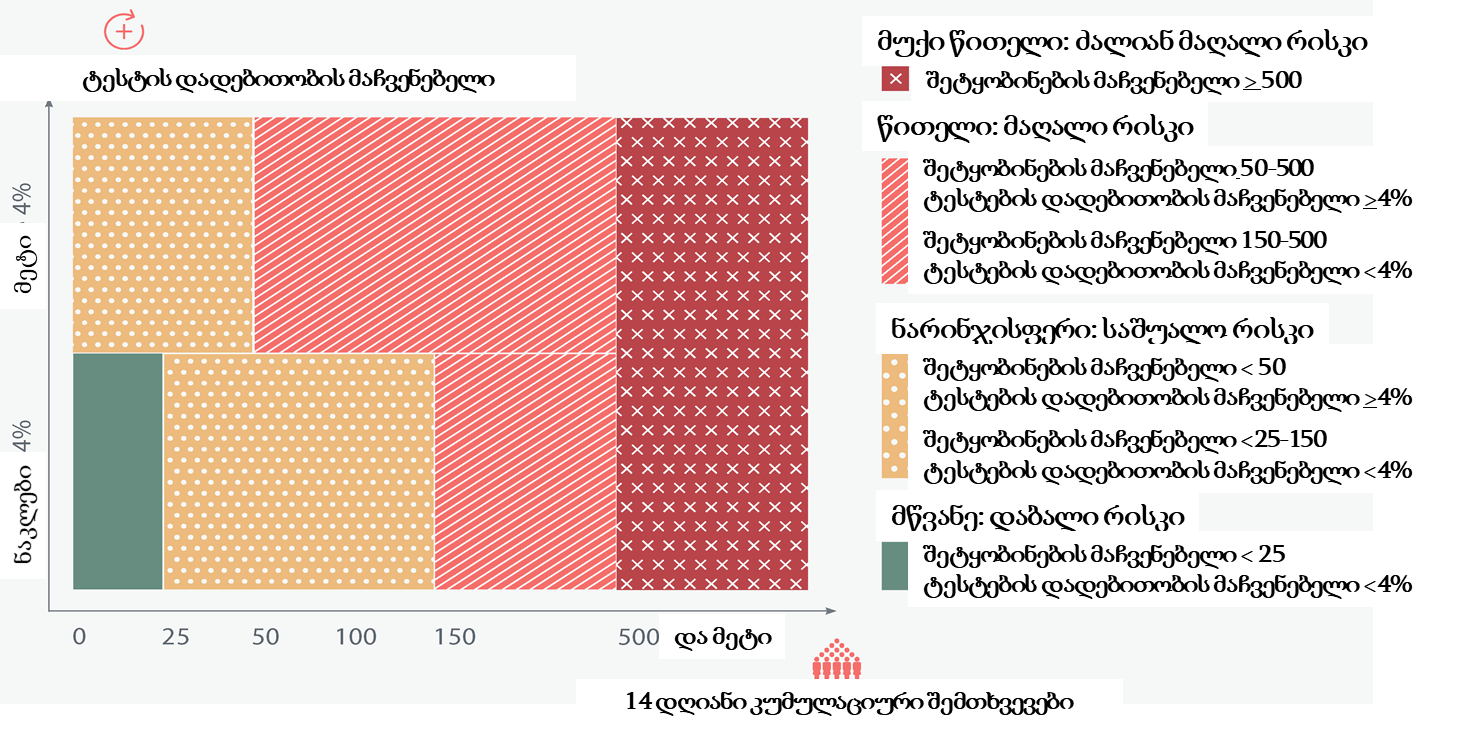 ტესტის დადებითობის მაჩვენებელი
მეტი 4%
ნაკლები 4%
0 25 50 100 150 500 და მეტი
14 დღიანი კუმულაციური შემთხვევები
მუქი წითელი: ძალიან მაღალი რისკი
შეტყობინების მაჩვენებელი ≥500
წითელი: მაღალი რისკი
შეტყობინების მაჩვენებელი 50-500
ტესტების დადებითობის მაჩვენებელი ≥4%
შეტყობინების მაჩვენებელი 150-500
ტესტების დადებითობის მაჩვენებელი <4%
ნარინჯისფერი: საშუალო რისკი
შეტყობინების მაჩვენებელი < 50
ტესტების დადებითობის მაჩვენებელი ≥4%
შეტყობინების მაჩვენებელი <25-150
ტესტების დადებითობის მაჩვენებელი <4%
მწვანე: დაბალი რისკი
შეტყობინების მაჩვენებელი < 25
ტესტების დადებითობის მაჩვენებელი <4%